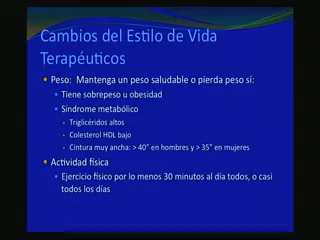 Cambios del Estilo de Vida
Terapéuticos
• Peso: Mantenga un peso saludable o pierda peso sí:
• Tiene sobrepeso u obesidad
• Síndrome metabólico
• Triglicéridos altos
• Colesterol HDL bajo
• Cintura muy ancha: > 40” en hombres y > 35” en mujeres
• Actividad física
• Ejercicio físico por lo menos 30 minutos al día todos, o casi
todos los días